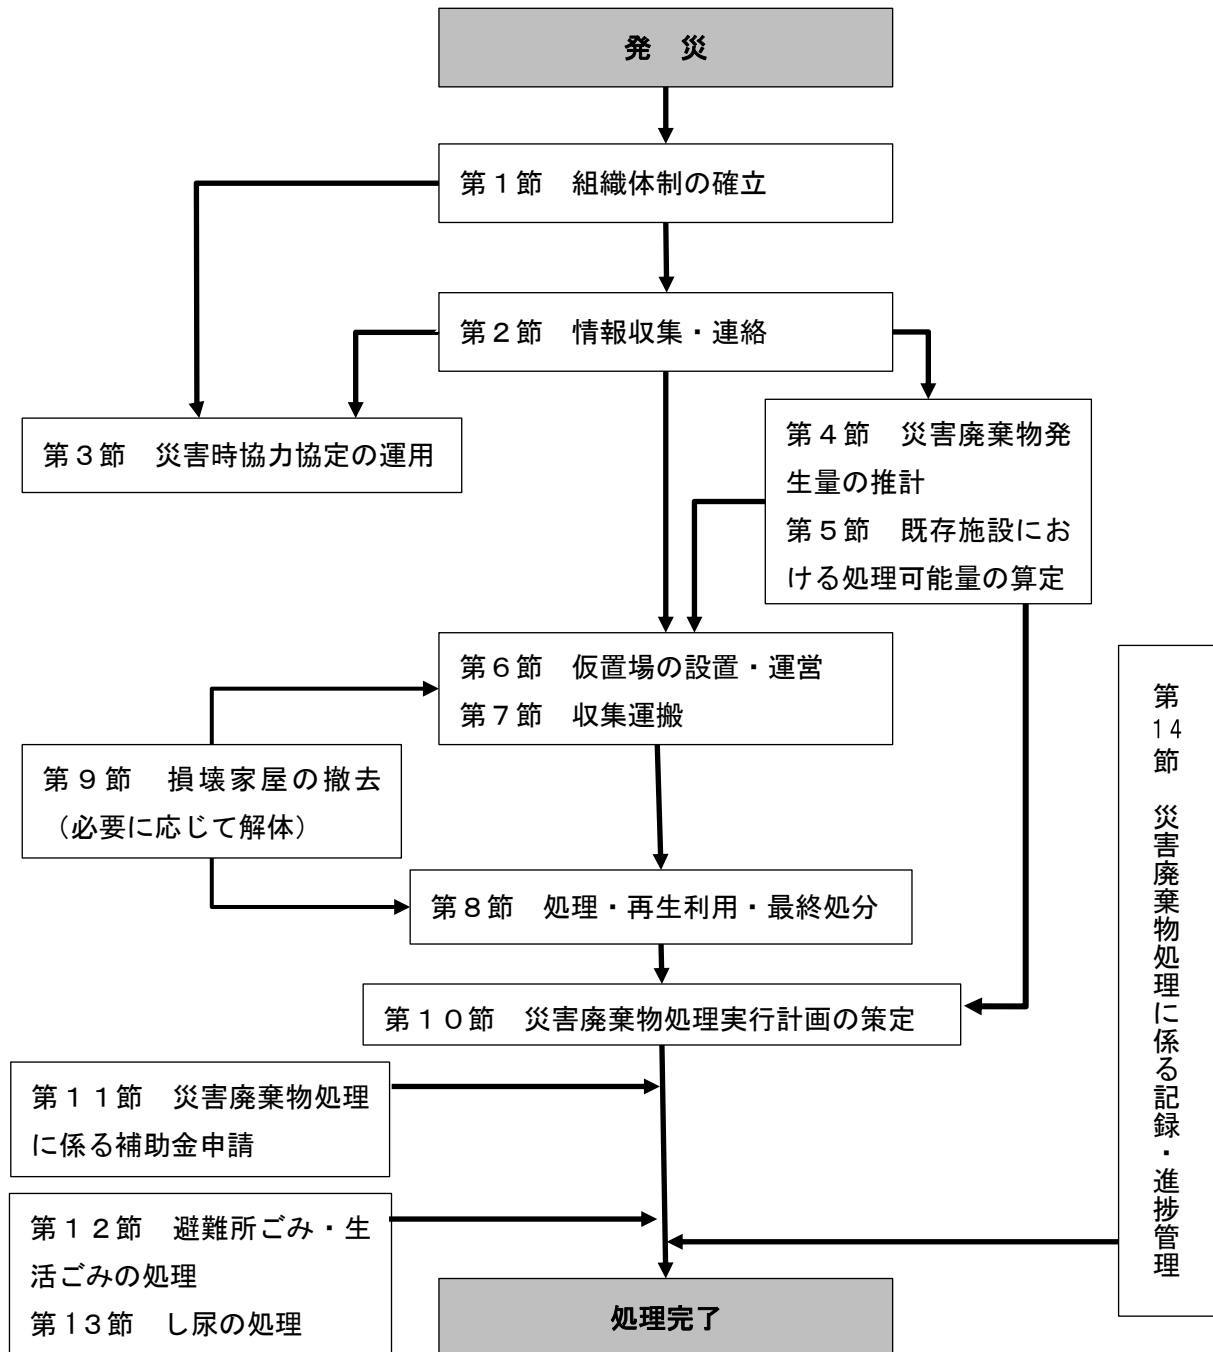 発　災
第１節　組織体制の確立
第２節　情報収集・連絡
第３節　災害時協力協定の運用
第４節　災害廃棄物発
生量の推計
第５節　既存施設にお
ける処理可能量の算定
第６節　仮置場の設置・運営
第７節　収集運搬
第９節　損壊家屋の撤去
（必要に応じて解体）
第８節　処理・再生利用・最終処分
第１０節　災害廃棄物処理実行計画の策定
第１１節　災害廃棄物処理
に係る補助金申請
第１２節　避難所ごみ・生
活ごみの処理
第13節　し尿の処理
第14節　災害廃棄物処理に係る記録・進捗管理
処理完了